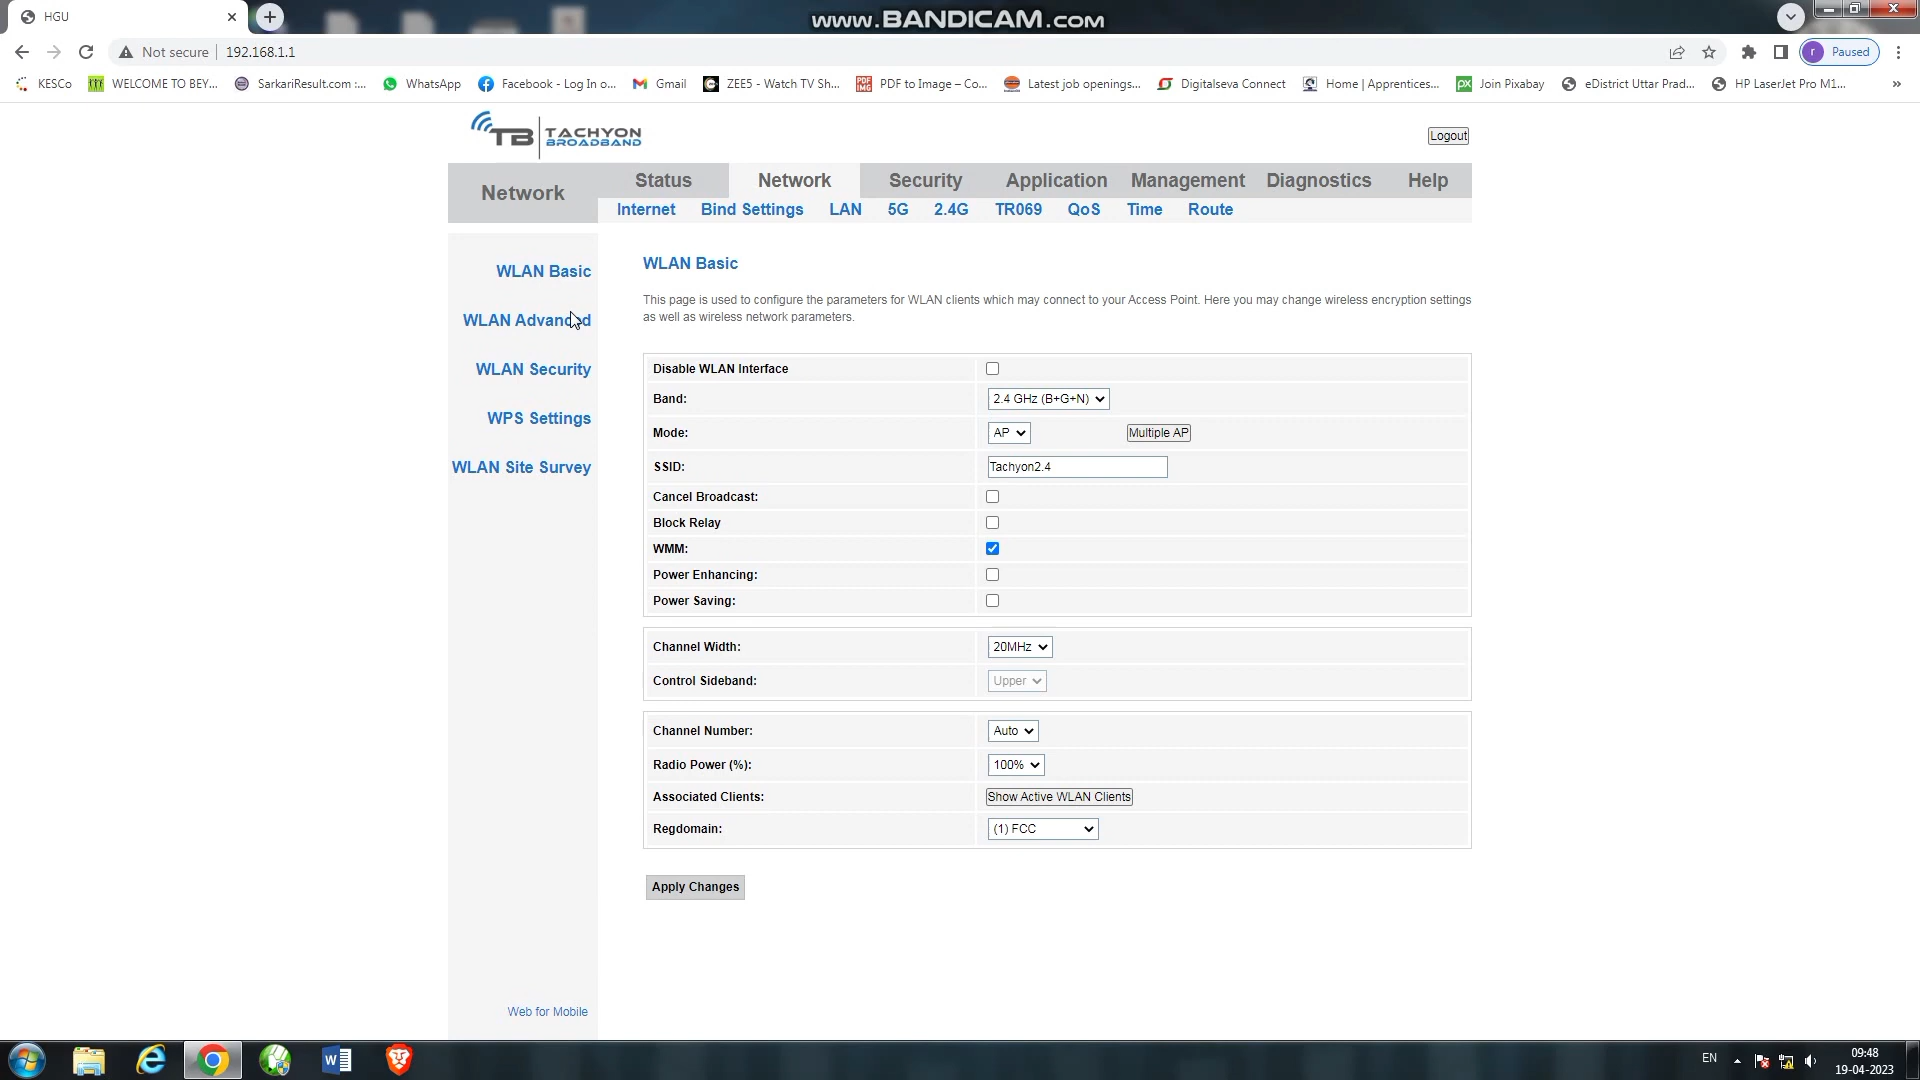 HGU
www.BANDICAM.com
Not secure
192.168.1.1
r
Paused
KESCo
WELCOME TO BEY...
SarkariResult.com :...
WhatsApp
Facebook - Log In o...
Gmail
ZEE5 - Watch TV Sh...
PDF to Image – Co...
Latest job openings...
Digitalseva Connect
Home | Apprentices...
Join Pixabay
eDistrict Uttar Prad...
HP LaserJet Pro M1...
»
TB TACHYON
BROADBAND
Logout
Network
Status Network Security Application Management Diagnostics Help
Internet Bind Settings LAN 5G 2.4G TR069 QoS Time Route
WLAN Basic
WLAN Advanced
WLAN Security
WPS Settings
WLAN Site Survey
Web for Mobile
WLAN Basic
This page is used to configure the parameters for WLAN clients which may connect to your Access Point. Here you may change wireless encryption settings
as well as wireless network parameters.
Disable WLAN Interface
Band: 2.4 GHz (B+G+N)
Mode: AP Multiple AP
SSID: Tachyon2.4
Cancel Broadcast:
Block Relay
WMM:
Power Enhancing:
Power Saving:
Channel Width: 20MHz
Control Sideband: Upper
Channel Number: Auto
Radio Power (%): 100%
Associated Clients: Show Active WLAN Clients
Regdomain: (1) FCC
Apply Changes
EN
09:48
19-04-2023